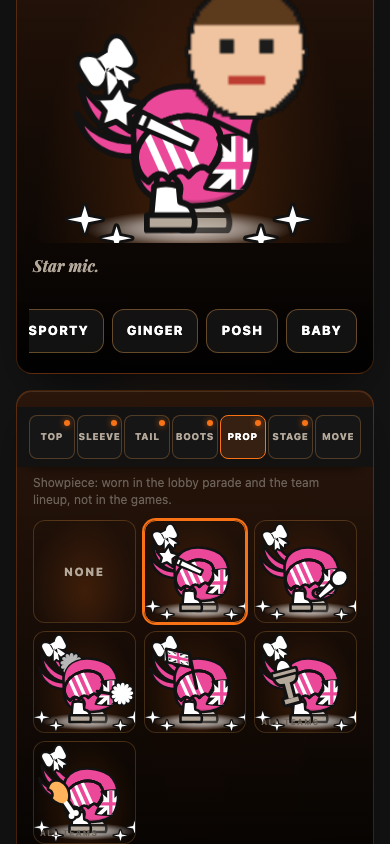 Star mic.
SPORTY
GINGER
POSH
BABY
TOP
SLEEVE
TAIL
BOOTS
PROP
STAGE
MOVE
Showpiece: worn in the lobby parade and the team
lineup, not in the games.
NONE